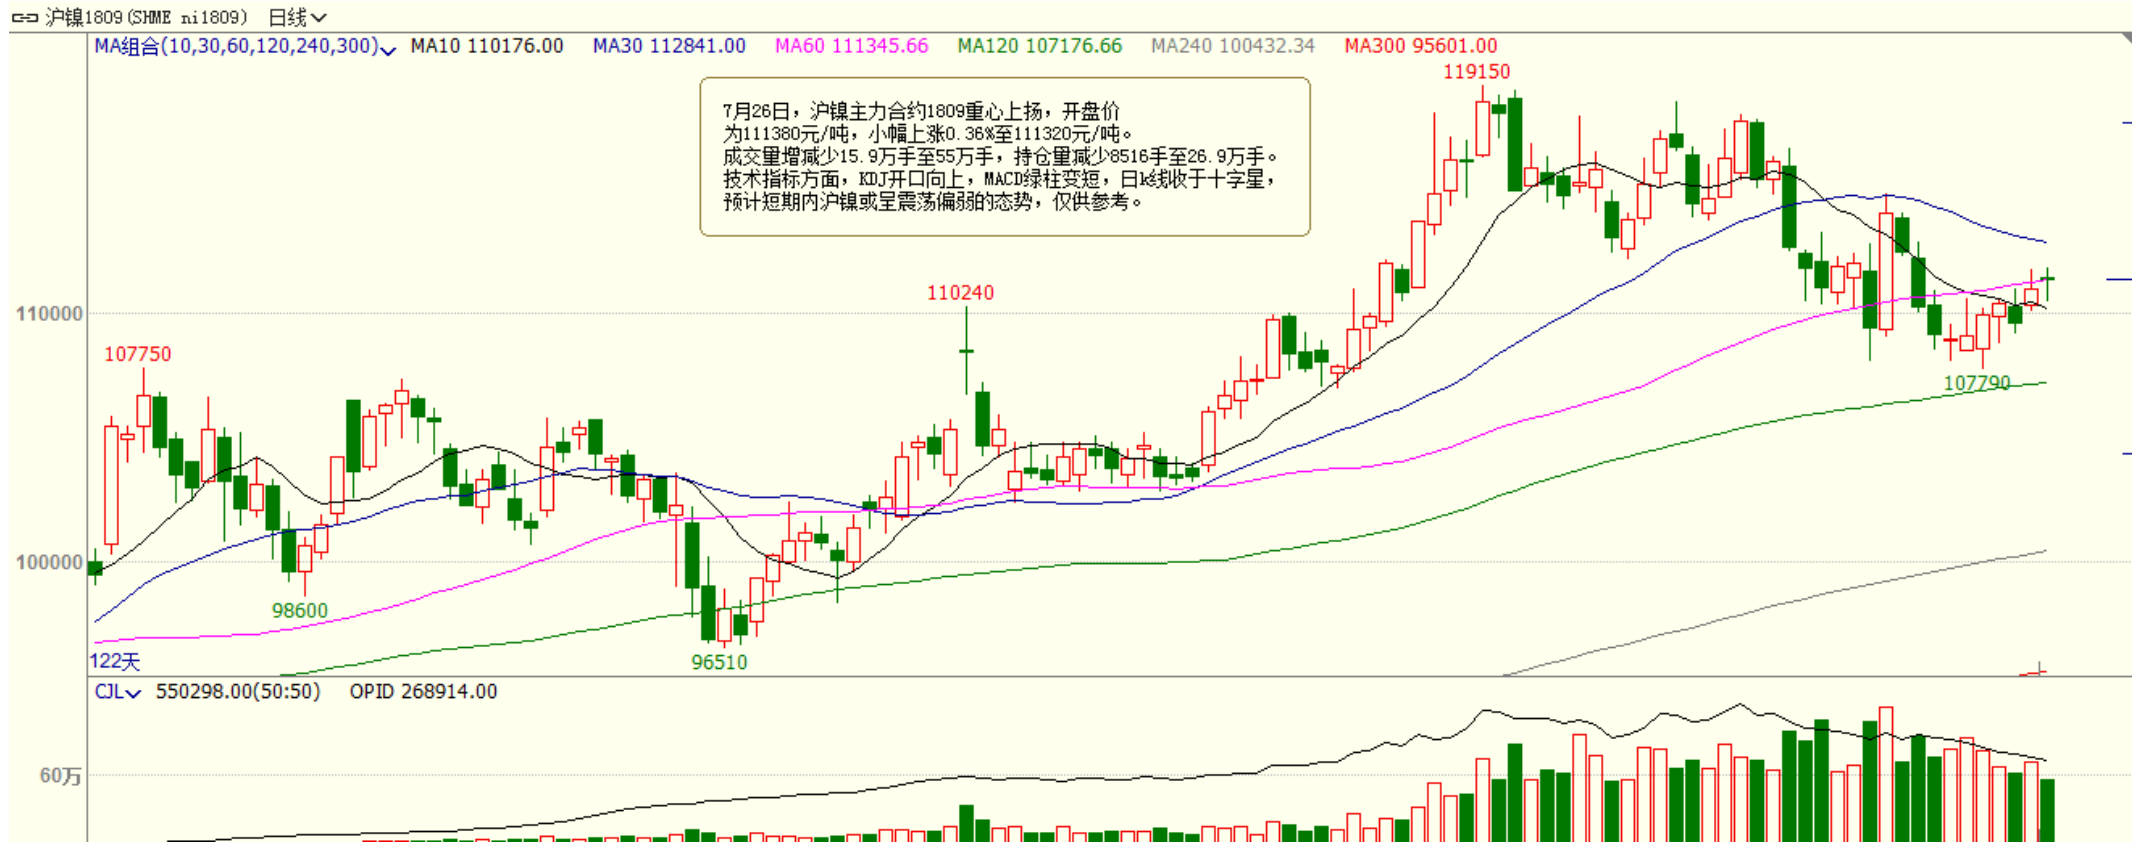 沪镍1809(SHME ni1809) 日线
MA组合(10,30,60,120,240,300) MA10 110176.00 MA30 112841.00 MA60 111345.66 MA120 107176.66 MA240 100432.34 MA300 95601.00
119150
7月26日，沪镍主力合约1809重心上扬，开盘价
为111380元/吨，小幅上涨0.36%至111320元/吨。
成交量增减少15.9万手至55万手，持仓量减少8516手至26.9万手。
技术指标方面，KDJ开口向上，MACD绿柱变短，日k线收于十字星，
预计短期内沪镍或呈震荡偏弱的态势，仅供参考。
110240
110000
107750
107790
100000
98600
96510
122天
CJL 550298.00(50:50) OPID 268914.00
60万